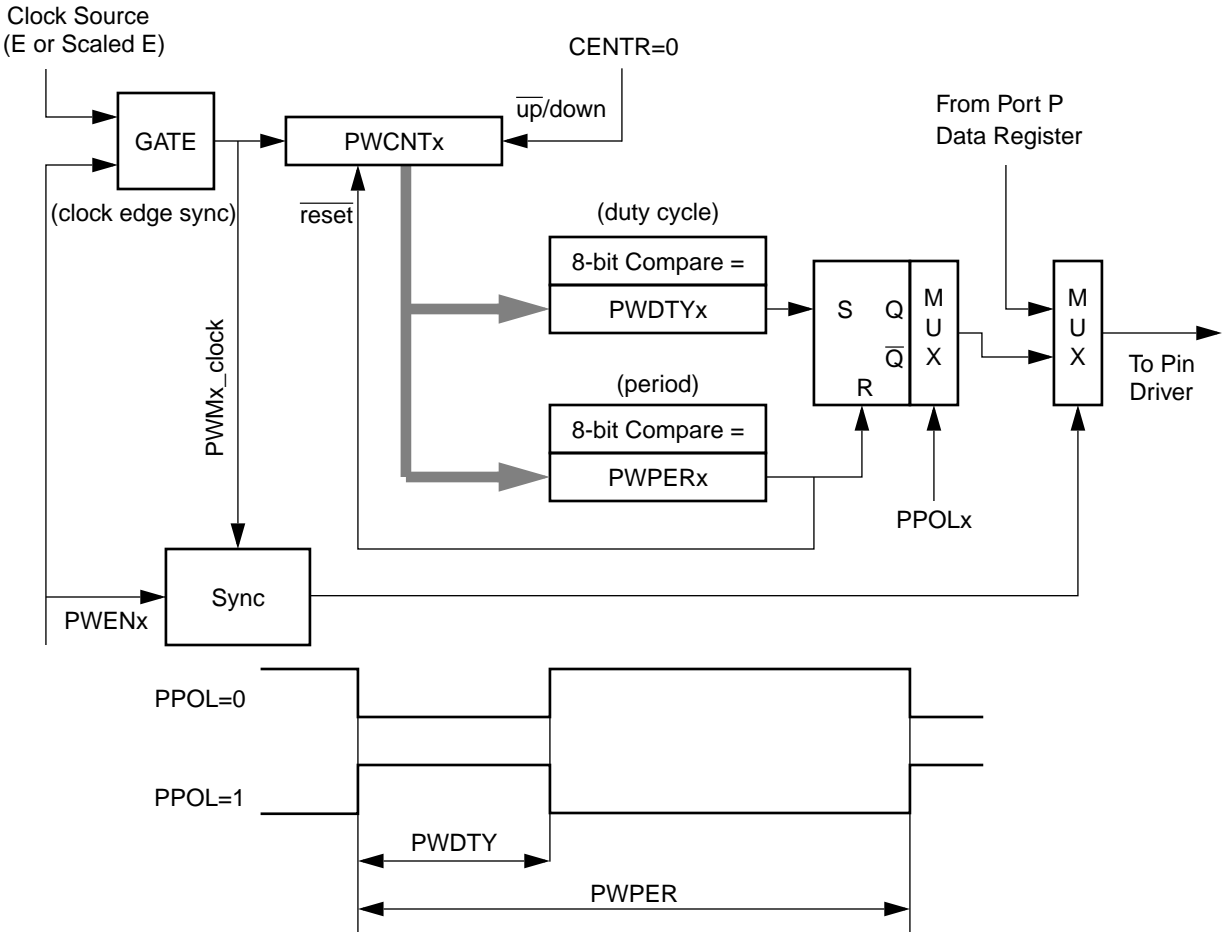 Clock Source
(E or Scaled E)
CENTR=0
up/down
From Port P
Data Register
GATE
PWCNTx
(clock edge sync)
reset
(duty cycle)
8-bit Compare =
PWDTYx
S
Q
Q
R
MUX
MUX
To Pin
Driver
PWMx_clock
(period)
8-bit Compare =
PWPERx
PPOLx
Sync
PWENx
PPOL=0
PPOL=1
PWDTY
PWPER